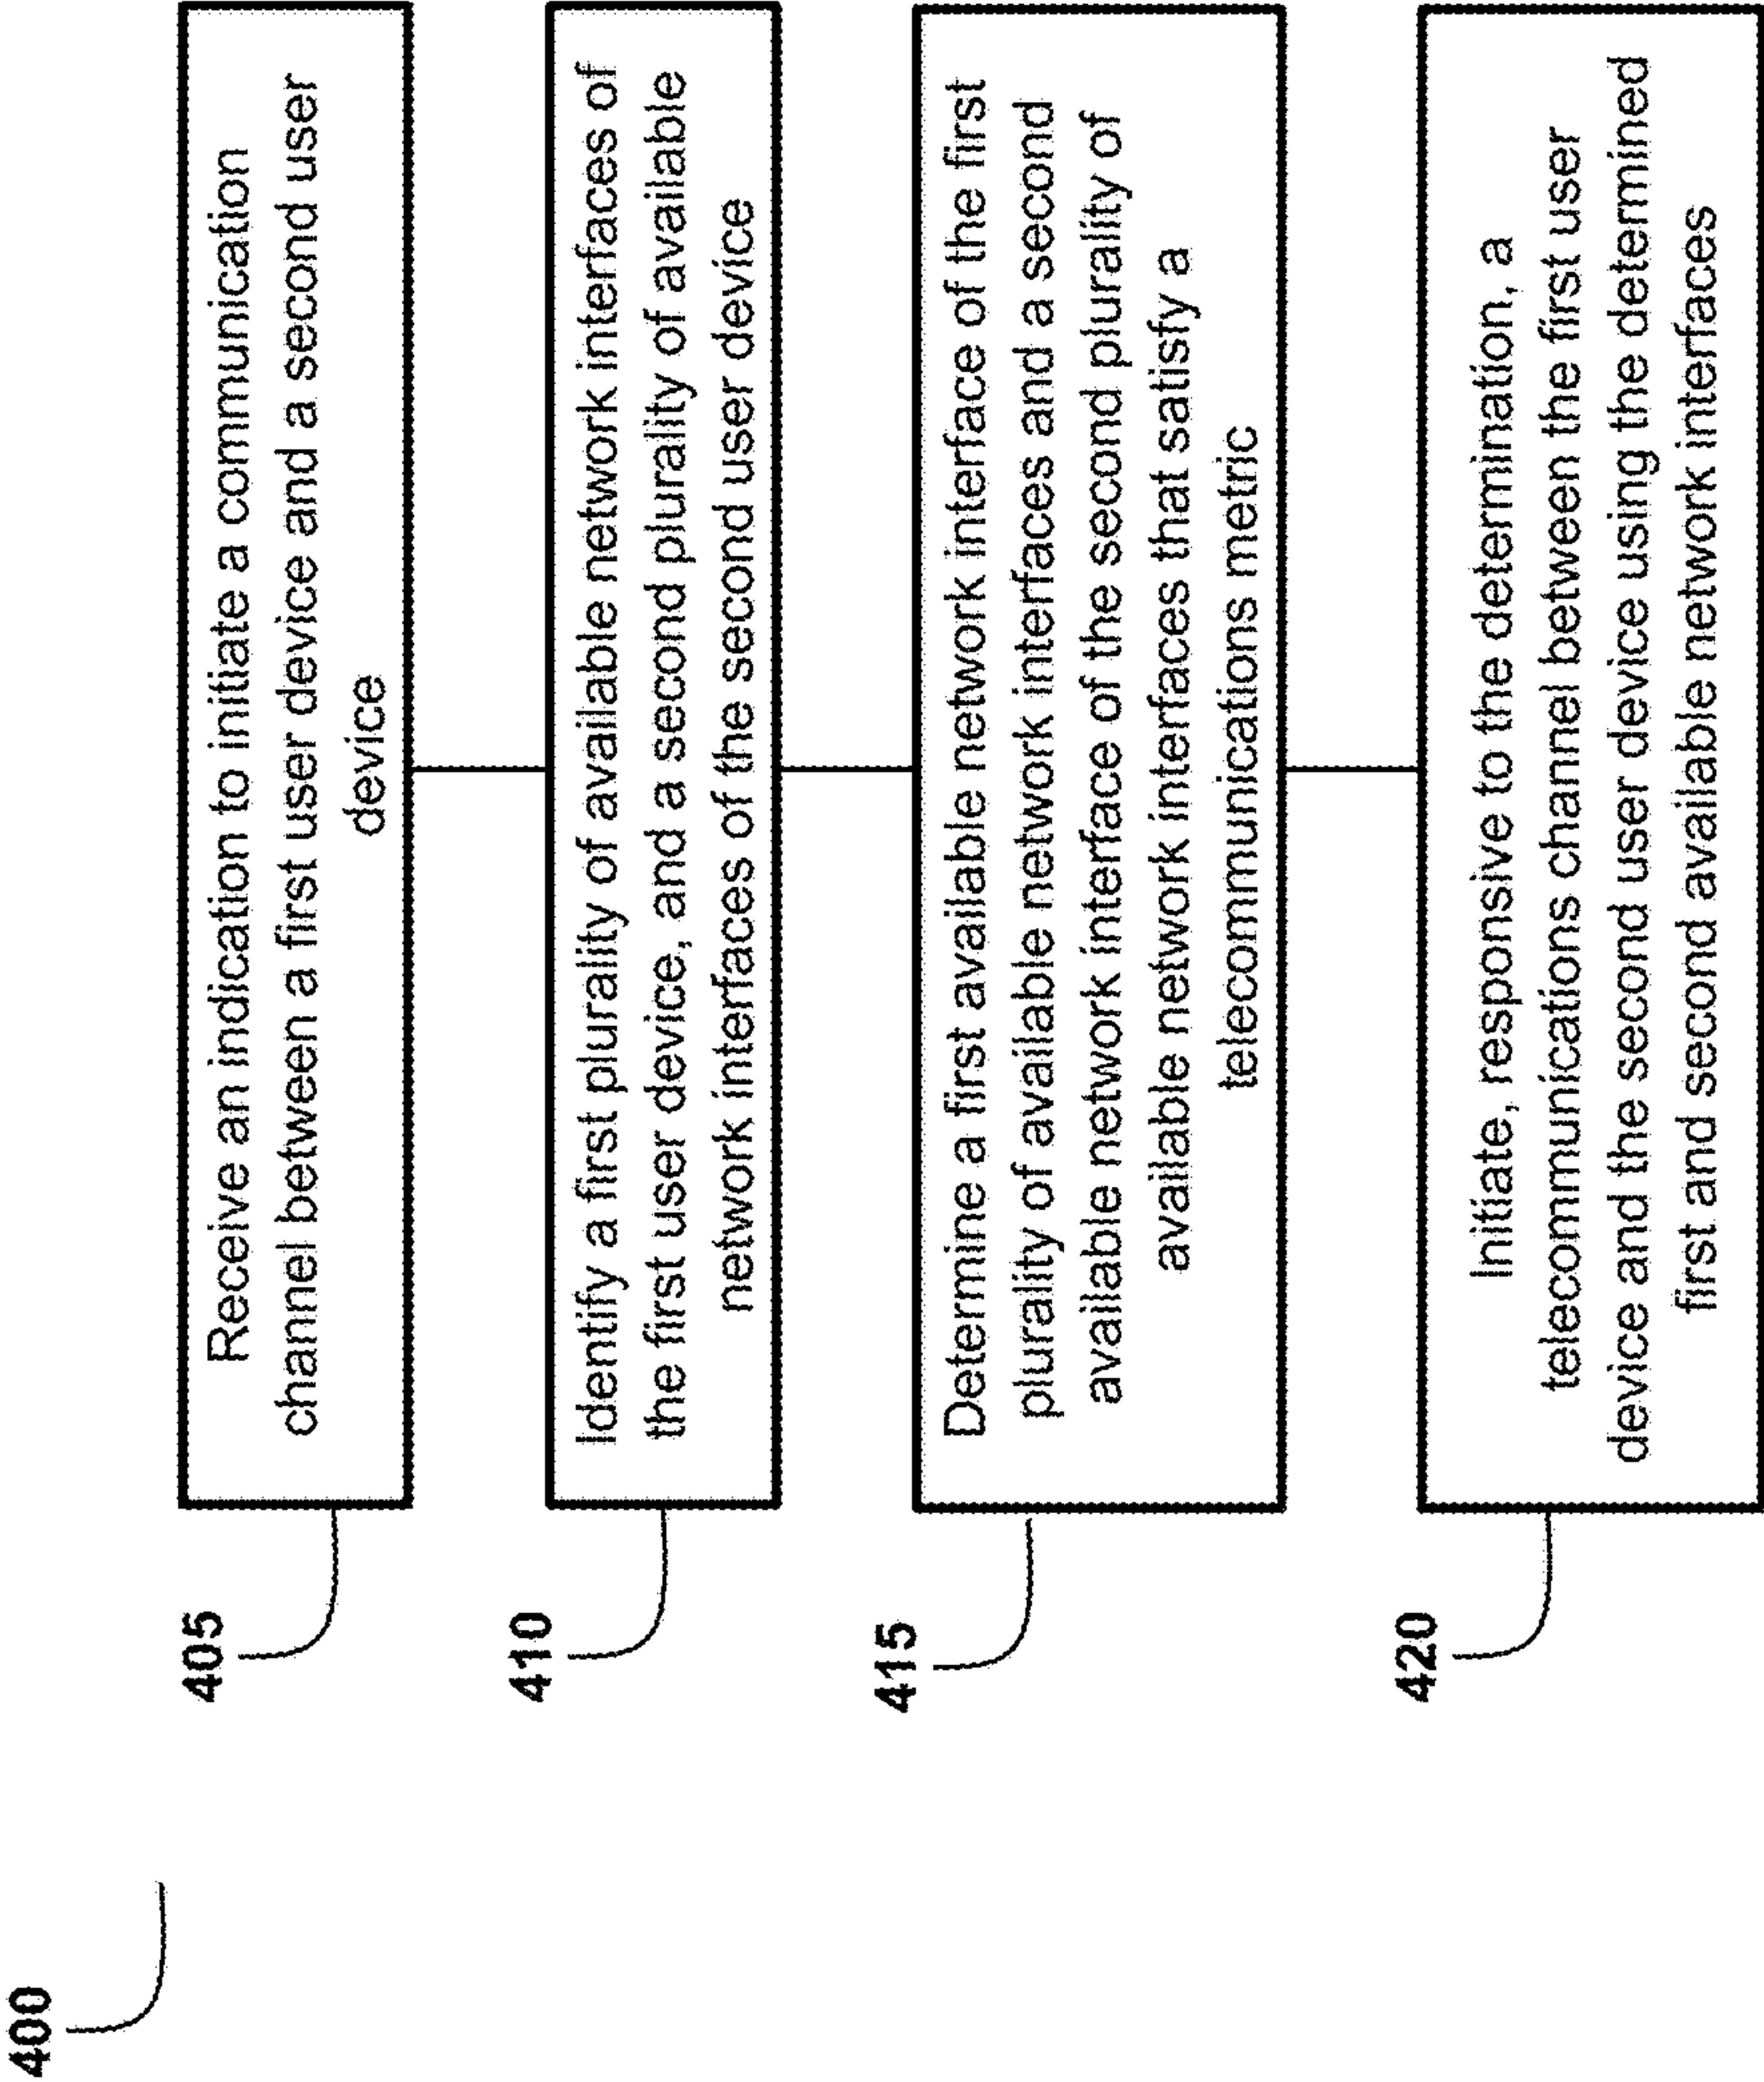 400
405
Receive an indication to initiate a communication
channel between a first user device and a second user
device
410
Identify a first plurality of available network interfaces of
the first user device, and a second plurality of available
network interfaces of the second user device
415
Determine a first available network interface of the first
plurality of available network interfaces and a second
available network interface of the second plurality of
available network interfaces that satisfy a
telecommunications metric
420
Initiate, responsive to the determination, a
telecommunications channel between the first user
device and the second user device using the determined
first and second available network interfaces